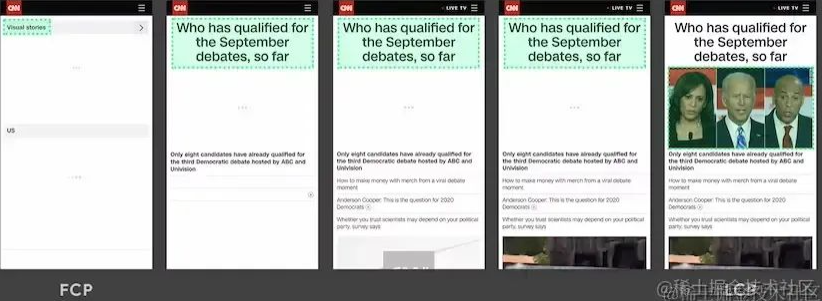 CNN
Visual stories
US
FCP
CNN
Who has qualified for
the September
debates, so far
Only eight candidates have already qualified for
the third Democratic debate hosted by ABC and
Univision
CNN
LIVE TV
Who has qualified for
the September
debates, so far
Only eight candidates have already qualified for
the third Democratic debate hosted by ABC and
Univision
How to make money with merch from a viral debate
moment
Anderson Cooper: This is the question for 2020
Democrats
Whether you trust scientists may depend on your political
party, survey says
CNN
LIVE TV
Who has qualified for
the September
debates, so far
Only eight candidates have already qualified for
the third Democratic debate hosted by ABC and
Univision
How to make money with merch from a viral debate
moment
Anderson Cooper: This is the question for 2020
Democrats
Whether you trust scientists may depend on your political
party, survey says
CNN
LIVE TV
Who has qualified for
the September
debates, so far
Only eight candidates have already qualified for
the third Democratic debate hosted by ABC and
Univision
How to make money with merch from a viral debate
moment
Anderson Cooper: This is the question for 2020
Democrats
Whether you trust scientists may depend on your political
party, survey says
LCP
@稀土掘金技术社区